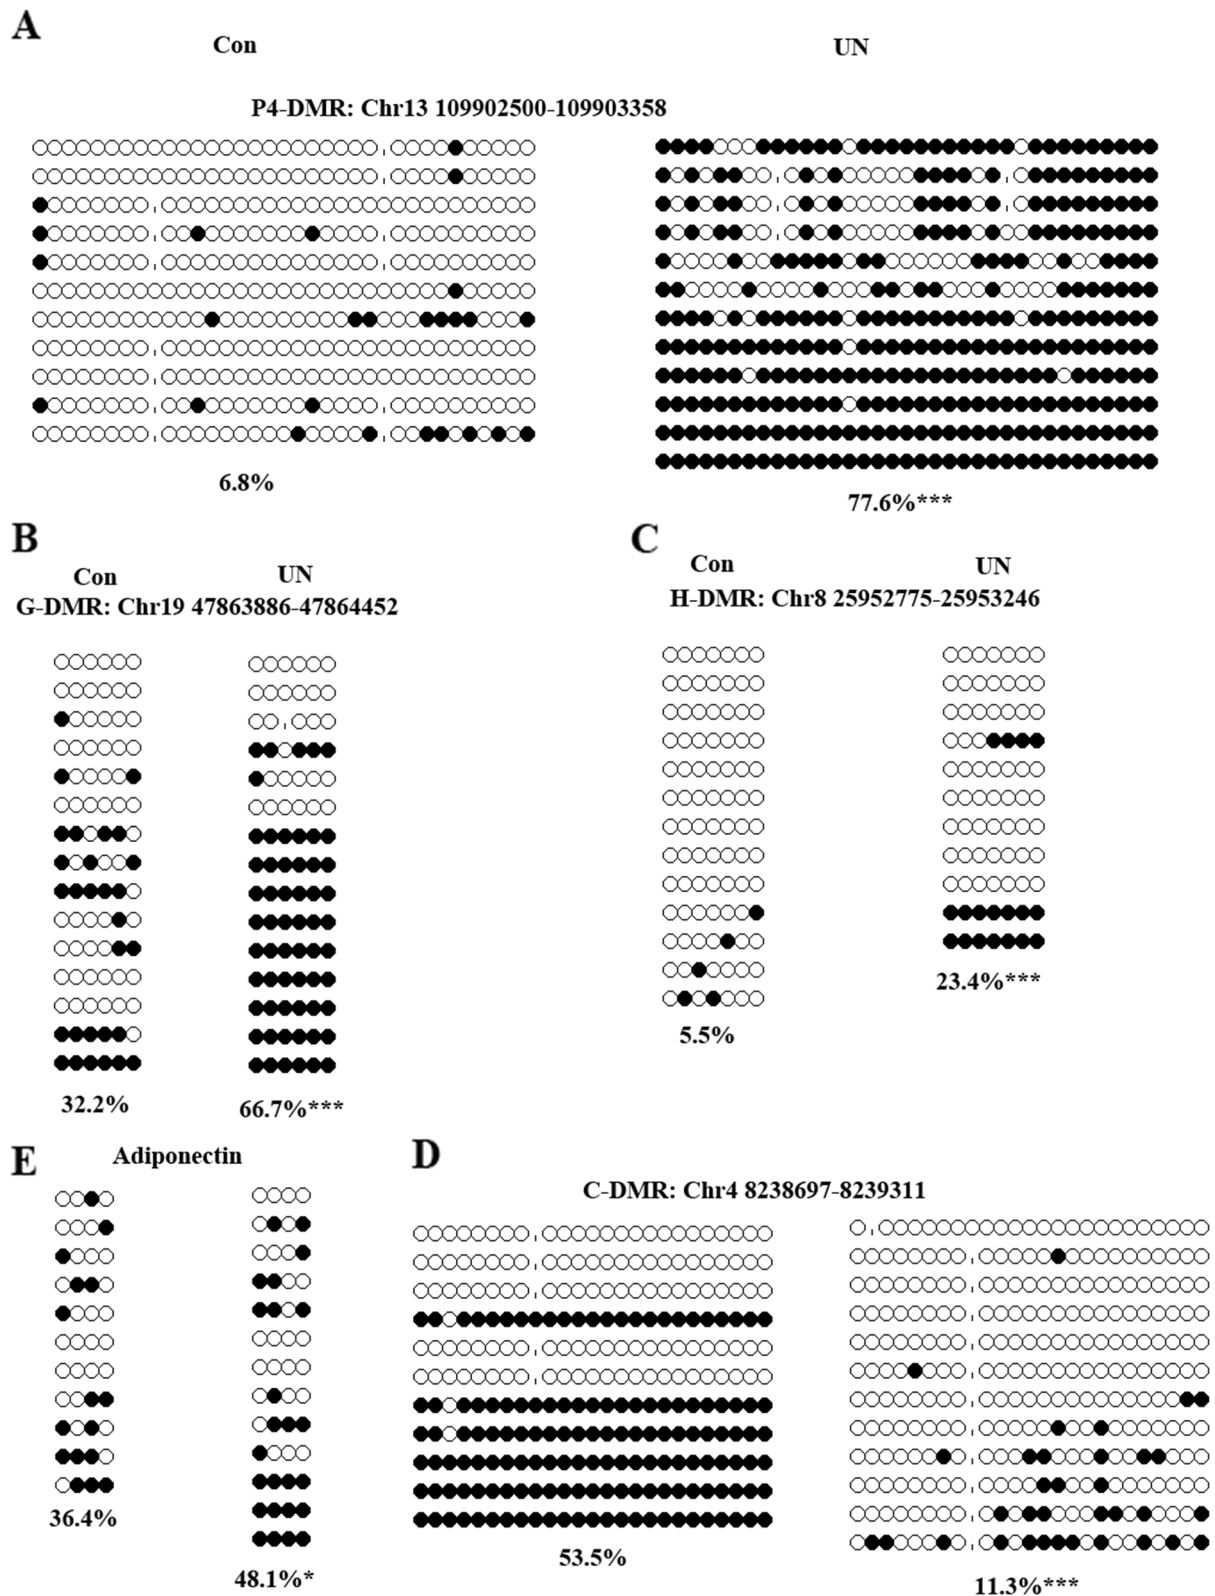 A
Con
UN
P4-DMR: Chr13 109902500-109903358
6.8%
77.6%***
B
Con
UN
G-DMR: Chr19 47863886-47864452
32.2%
66.7%***
C
Con
UN
H-DMR: Chr8 25952775-25953246
5.5%
23.4%***
E
Adiponectin
36.4%
48.1%*
D
C-DMR: Chr4 8238697-8239311
53.5%
11.3%***